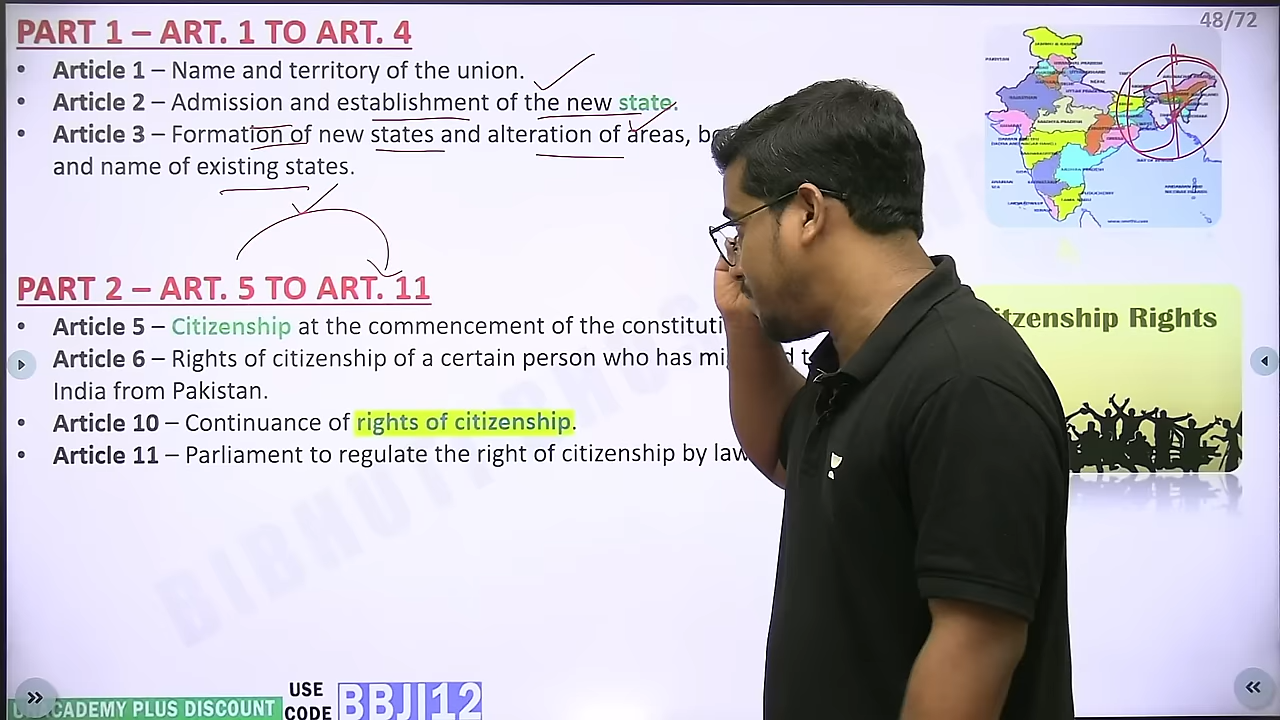 48/72
PART 1 – ART. 1 TO ART. 4
• Article 1 – Name and territory of the union.
• Article 2 – Admission and establishment of the new state.
• Article 3 – Formation of new states and alteration of areas,
and name of existing states.
PART 2 – ART. 5 TO ART. 11
• Article 5 – Citizenship at the commencement of the
• Article 6 – Rights of citizenship of a certain person who has
India from Pakistan.
• Article 10 – Continuance of rights of citizenship.
• Article 11 – Parliament to regulate the right of citizenship by law
Rights
PLUS DISCOUNT
USE
CODE
BBJ12